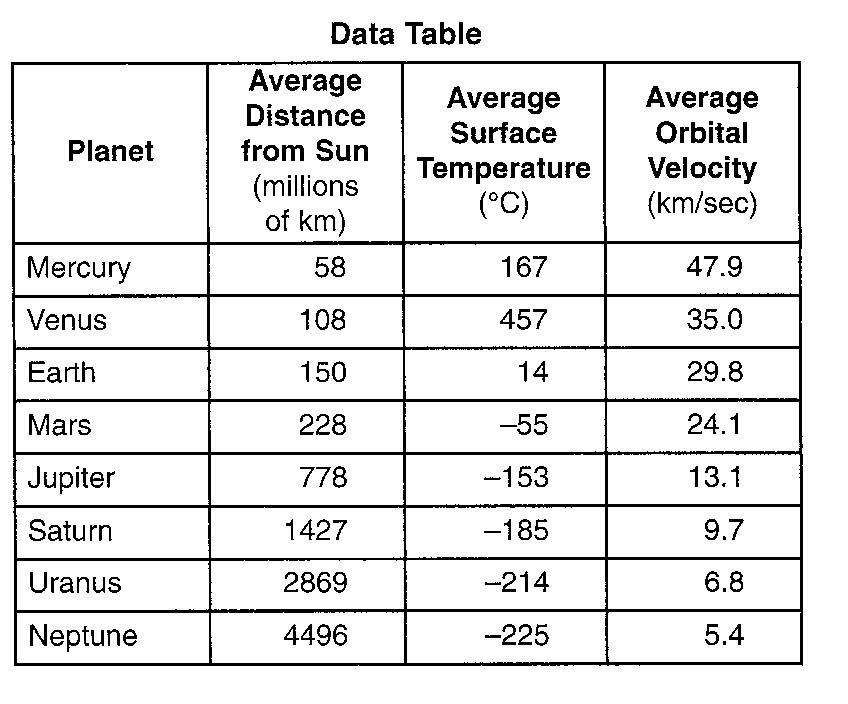 Data Table
Planet
Average
Distance
from Sun
(millions
of km)
Average
Surface
Temperature
(°C)
Average
Orbital
Velocity
(km/sec)
Mercury 58 167 47.9
Venus 108 457 35.0
Earth 150 14 29.8
Mars 228 –55 24.1
Jupiter 778 –153 13.1
Saturn 1427 –185 9.7
Uranus 2869 –214 6.8
Neptune 4496 –225 5.4